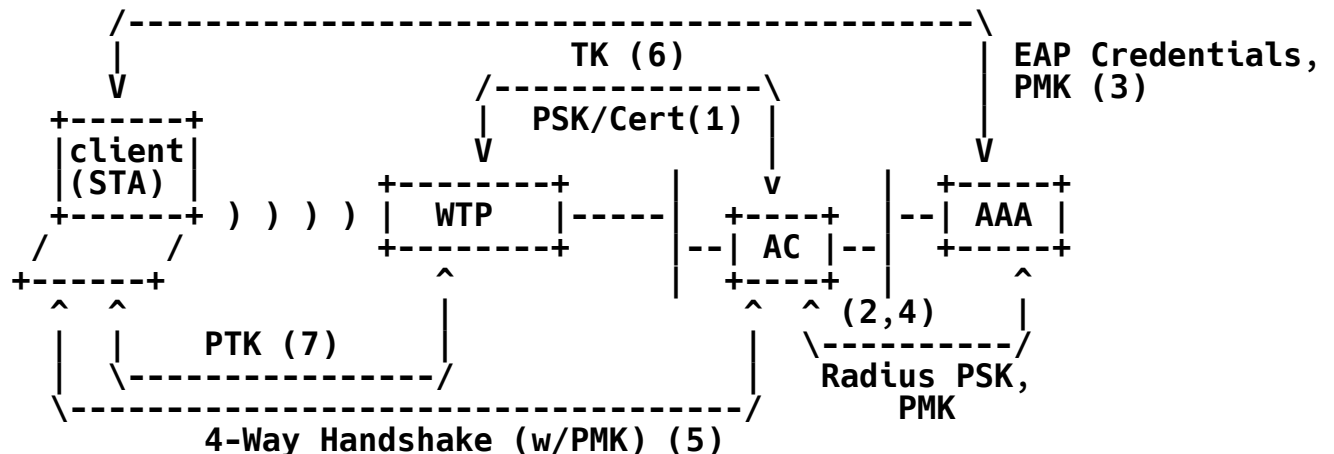 TK (6)
EAP Credentials,
PMK (3)
PSK/Cert(1)
client
(STA)
) ) ) ) WTP AC AAA
(2,4)
PTK (7)
Radius PSK,
PMK
4-Way Handshake (w/PMK) (5)